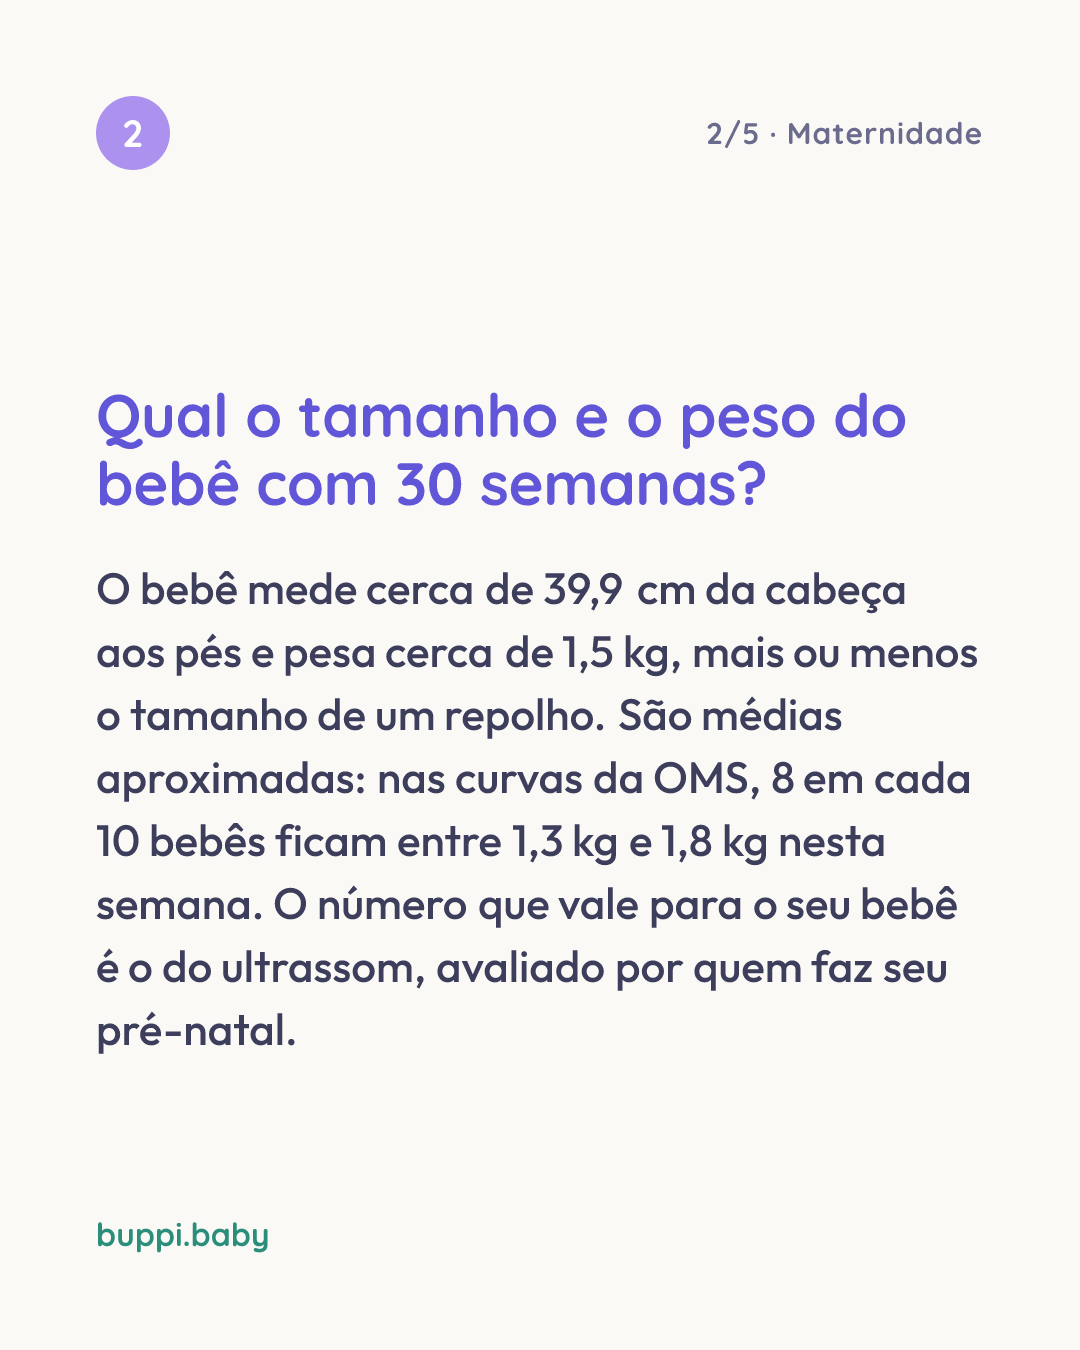 2
2/5 · Maternidade
Qual o tamanho e o peso do
bebê com 30 semanas?
O bebê mede cerca de 39,9 cm da cabeça
aos pés e pesa cerca de 1,5 kg, mais ou menos
o tamanho de um repolho. São médias
aproximadas: nas curvas da OMS, 8 em cada
10 bebês ficam entre 1,3 kg e 1,8 kg nesta
semana. O número que vale para o seu bebê
é o do ultrassom, avaliado por quem faz seu
pré-natal.
buppi.baby